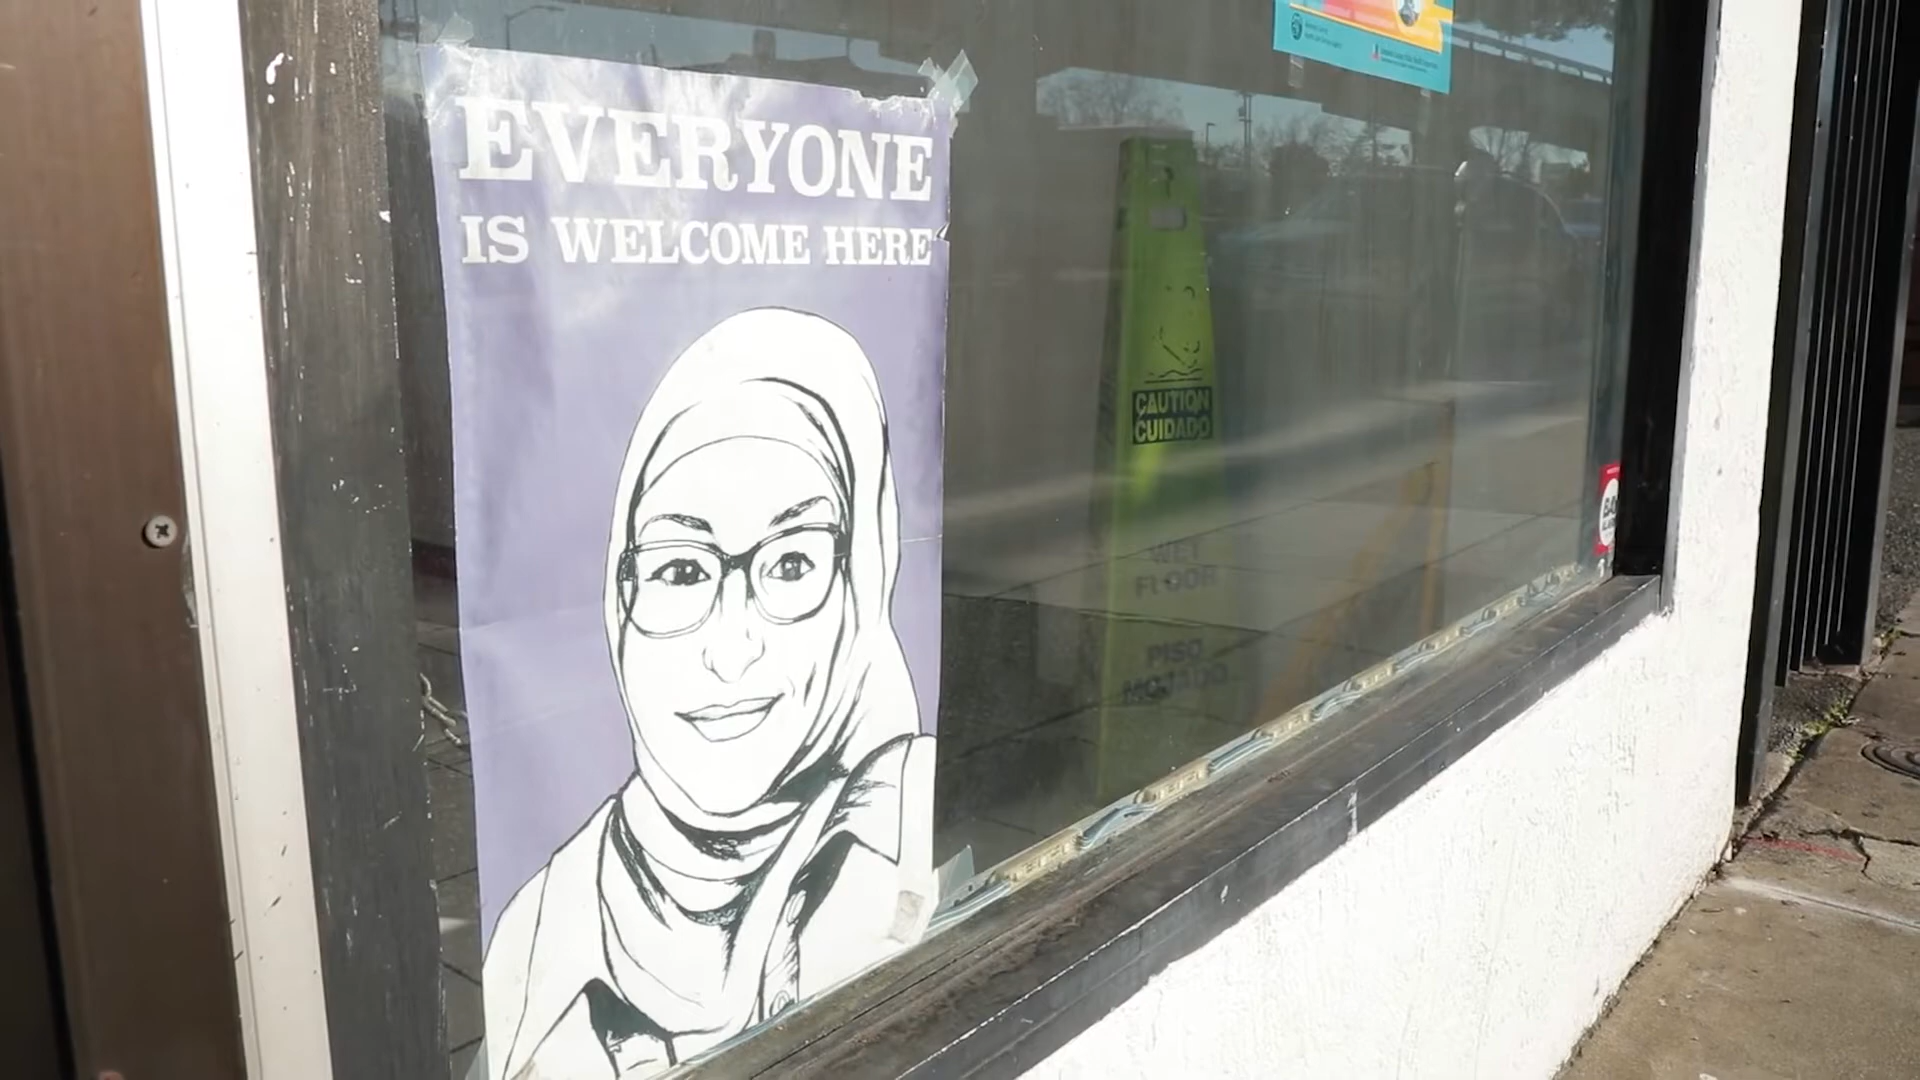 EVERYONE
IS WELCOME HERE
CAUTION
CUIDADO
WET
FLOOR
PISO
MOJADO